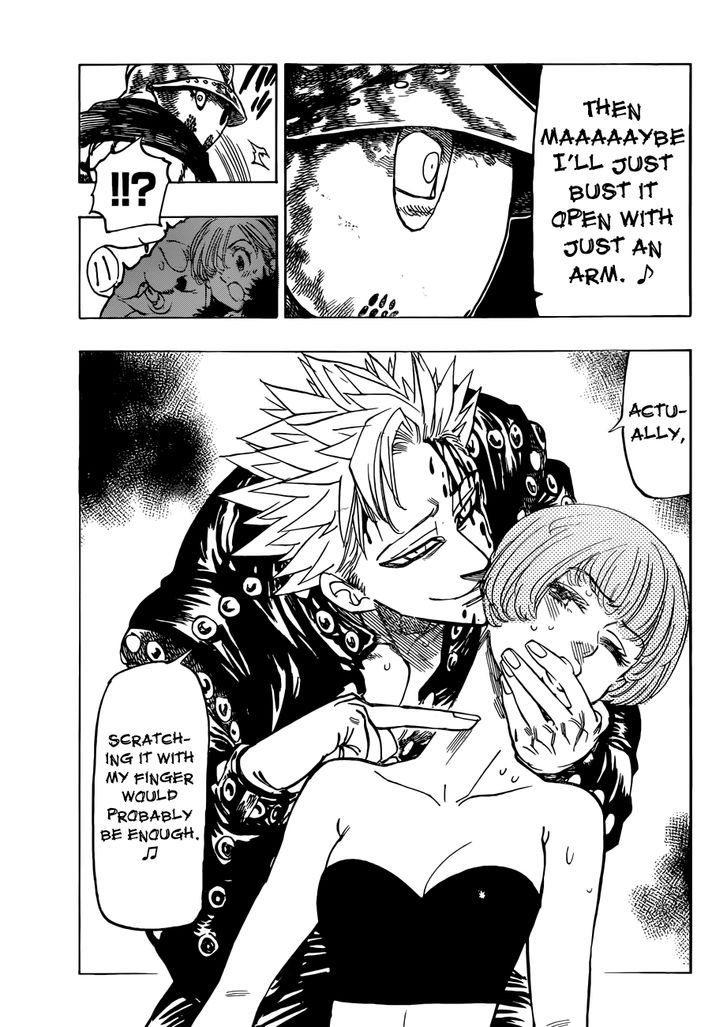 THEN
MAAAAAYBE
I'LL JUST
BUST IT
OPEN WITH
JUST AN
ARM. ♪
!!?
!!
ACTU-
ALLY,
SCRATCH-
ING IT WITH
MY FINGER
WOULD
PROBABLY
BE ENOUGH.
♫